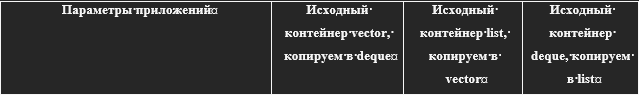 Параметры·приложений¤
Исходный·
контейнер·vector,·
копируем·в·deque¤
Исходный·
контейнер·list,·
копируем·в·
vector¤
Исходный·
контейнер·
deque,·копируем·
в·list¤